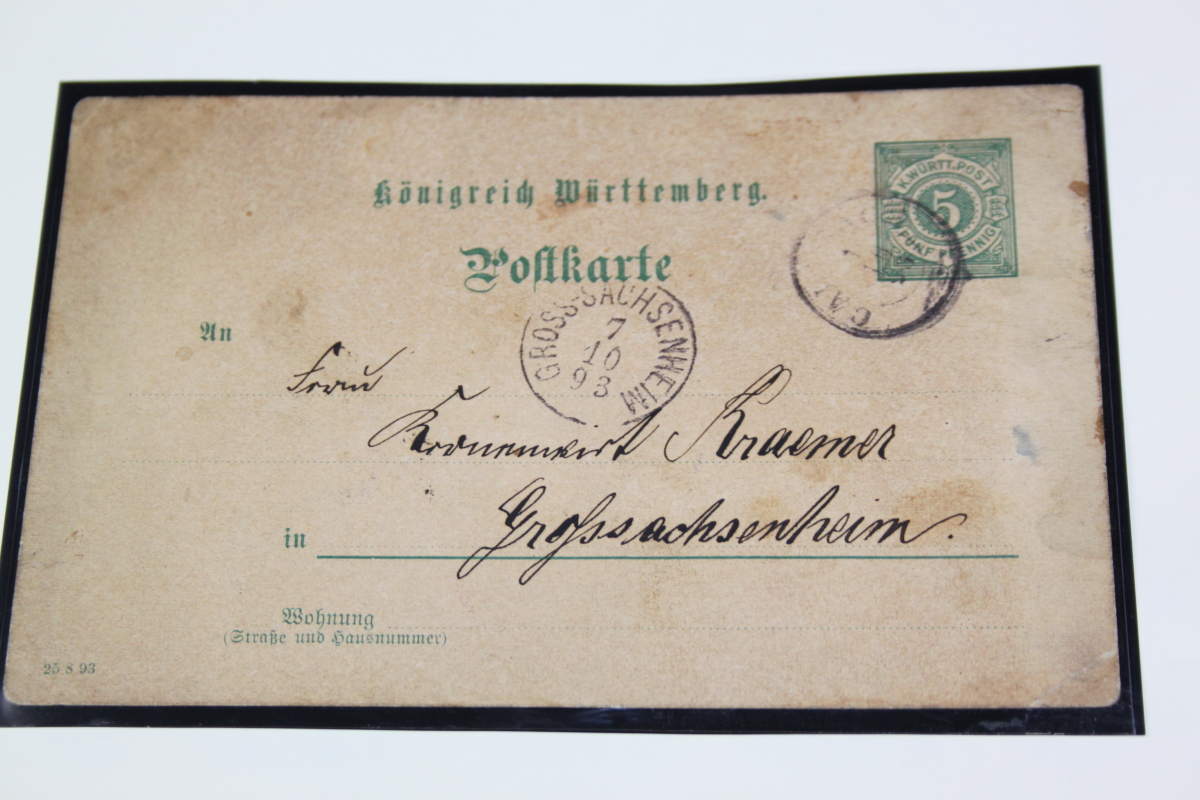 Königreich Württemberg.
K. WÜRTT. POST
5
FÜNF PFENNIG
Postkarte
GROSS-SACHSENHEIM
7
10
93
An
Frau
Kronenwirt Kraemer
in Grossachsenheim.
Wohnung
(Straße und Hausnummer)
25 8 93